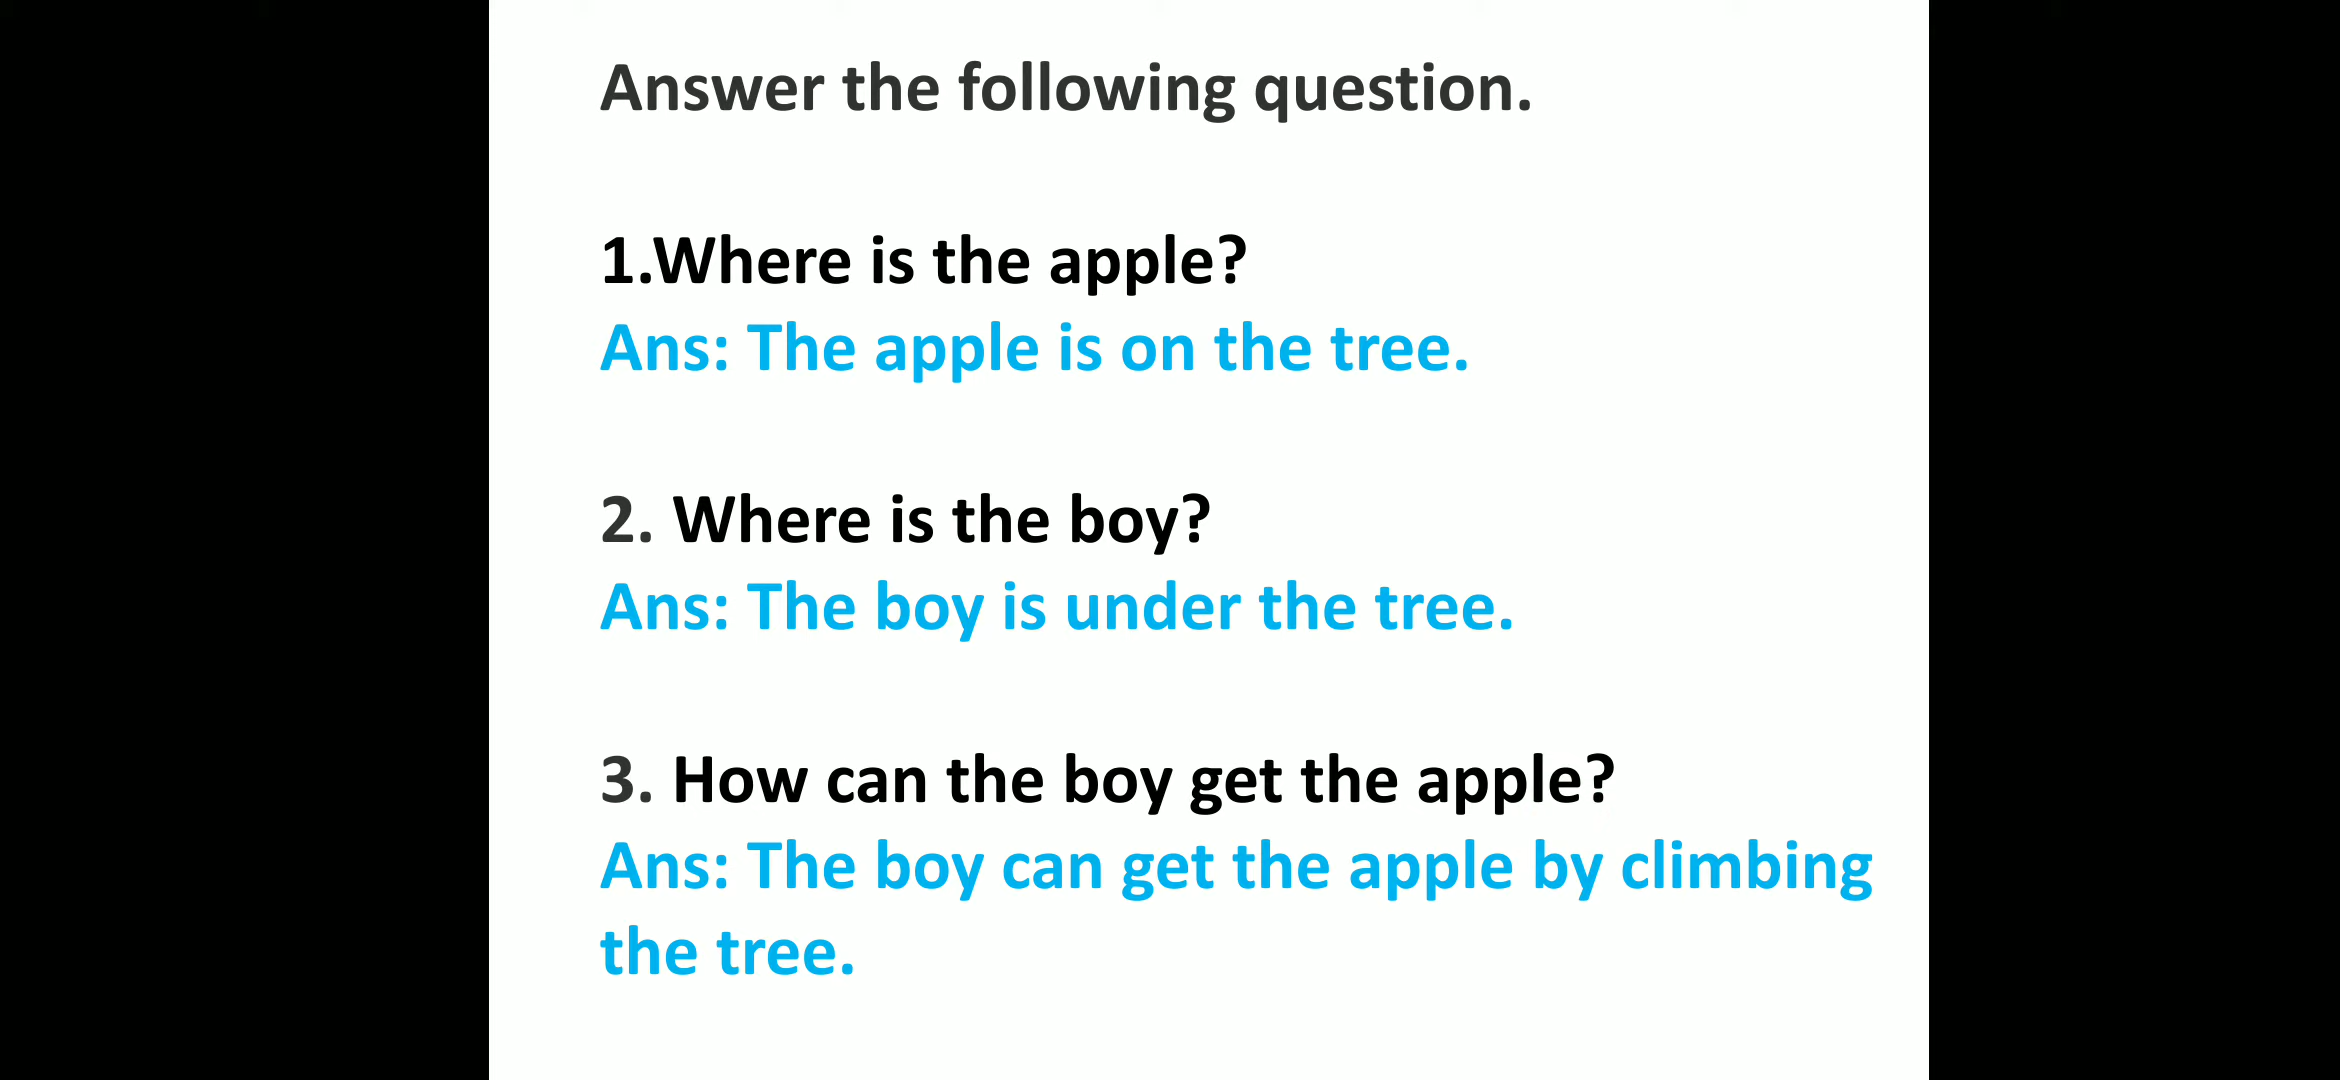 Answer the following question.
1.Where is the apple?
Ans: The apple is on the tree.
2. Where is the boy?
Ans: The boy is under the tree.
3. How can the boy get the apple?
Ans: The boy can get the apple by climbing
the tree.